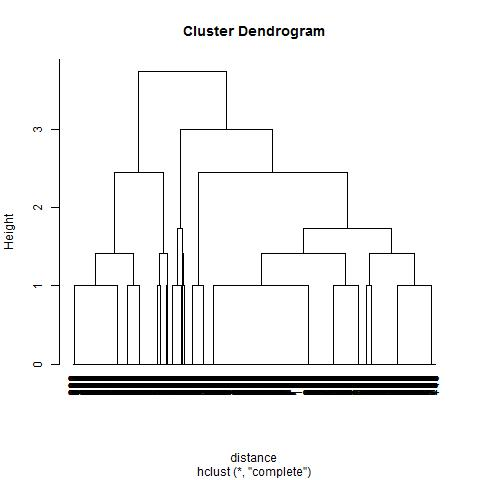 Cluster Dendrogram
Height
3
2
1
0
distance
hclust (*, "complete")